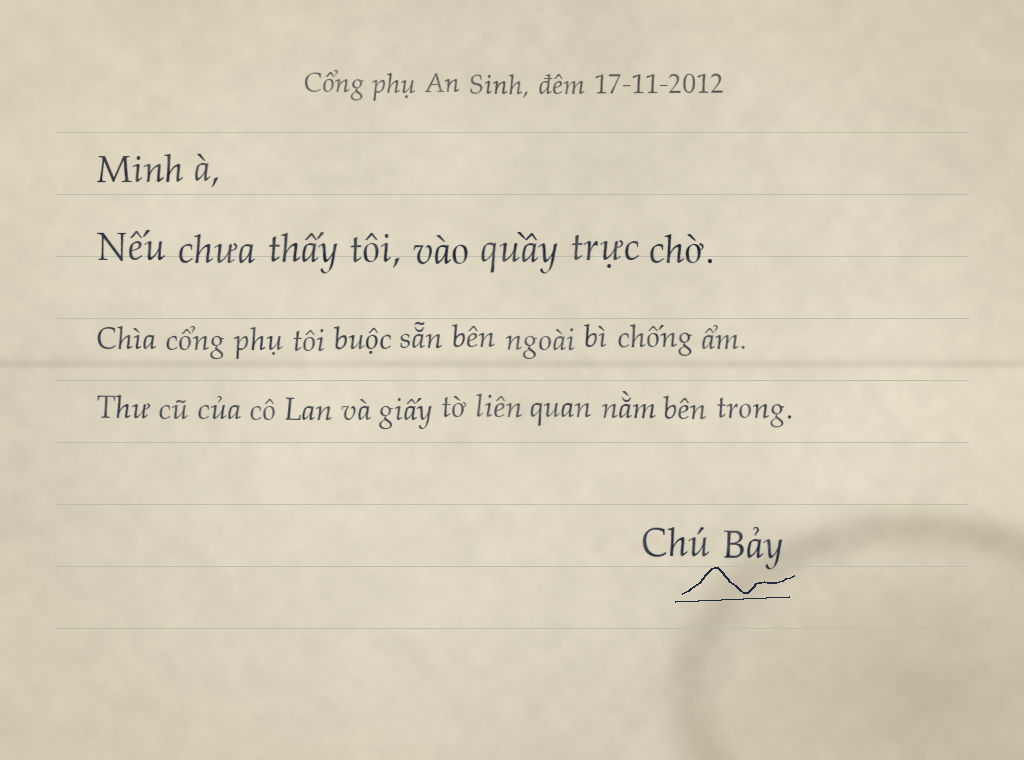 Cổng phụ An Sinh, đêm 17-11-2012
Minh à,
Nếu chưa thấy tôi, vào quầy trực chờ.
Chìa cổng phụ tôi buộc sẵn bên ngoài bì chống ẩm.
Thư cũ của cô Lan và giấy tờ liên quan nằm bên trong.
Chú Bảy